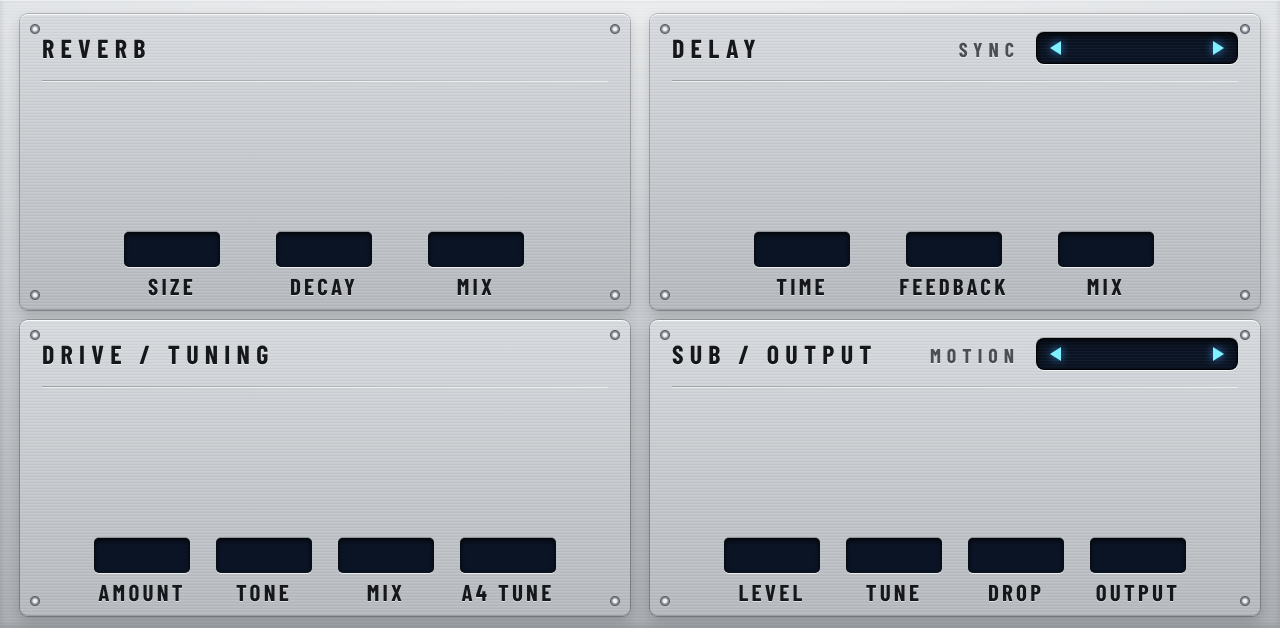 REVERB
SIZE DECAY MIX
DELAY SYNC
TIME FEEDBACK MIX
DRIVE / TUNING
AMOUNT TONE MIX A4 TUNE
SUB / OUTPUT MOTION
LEVEL TUNE DROP OUTPUT